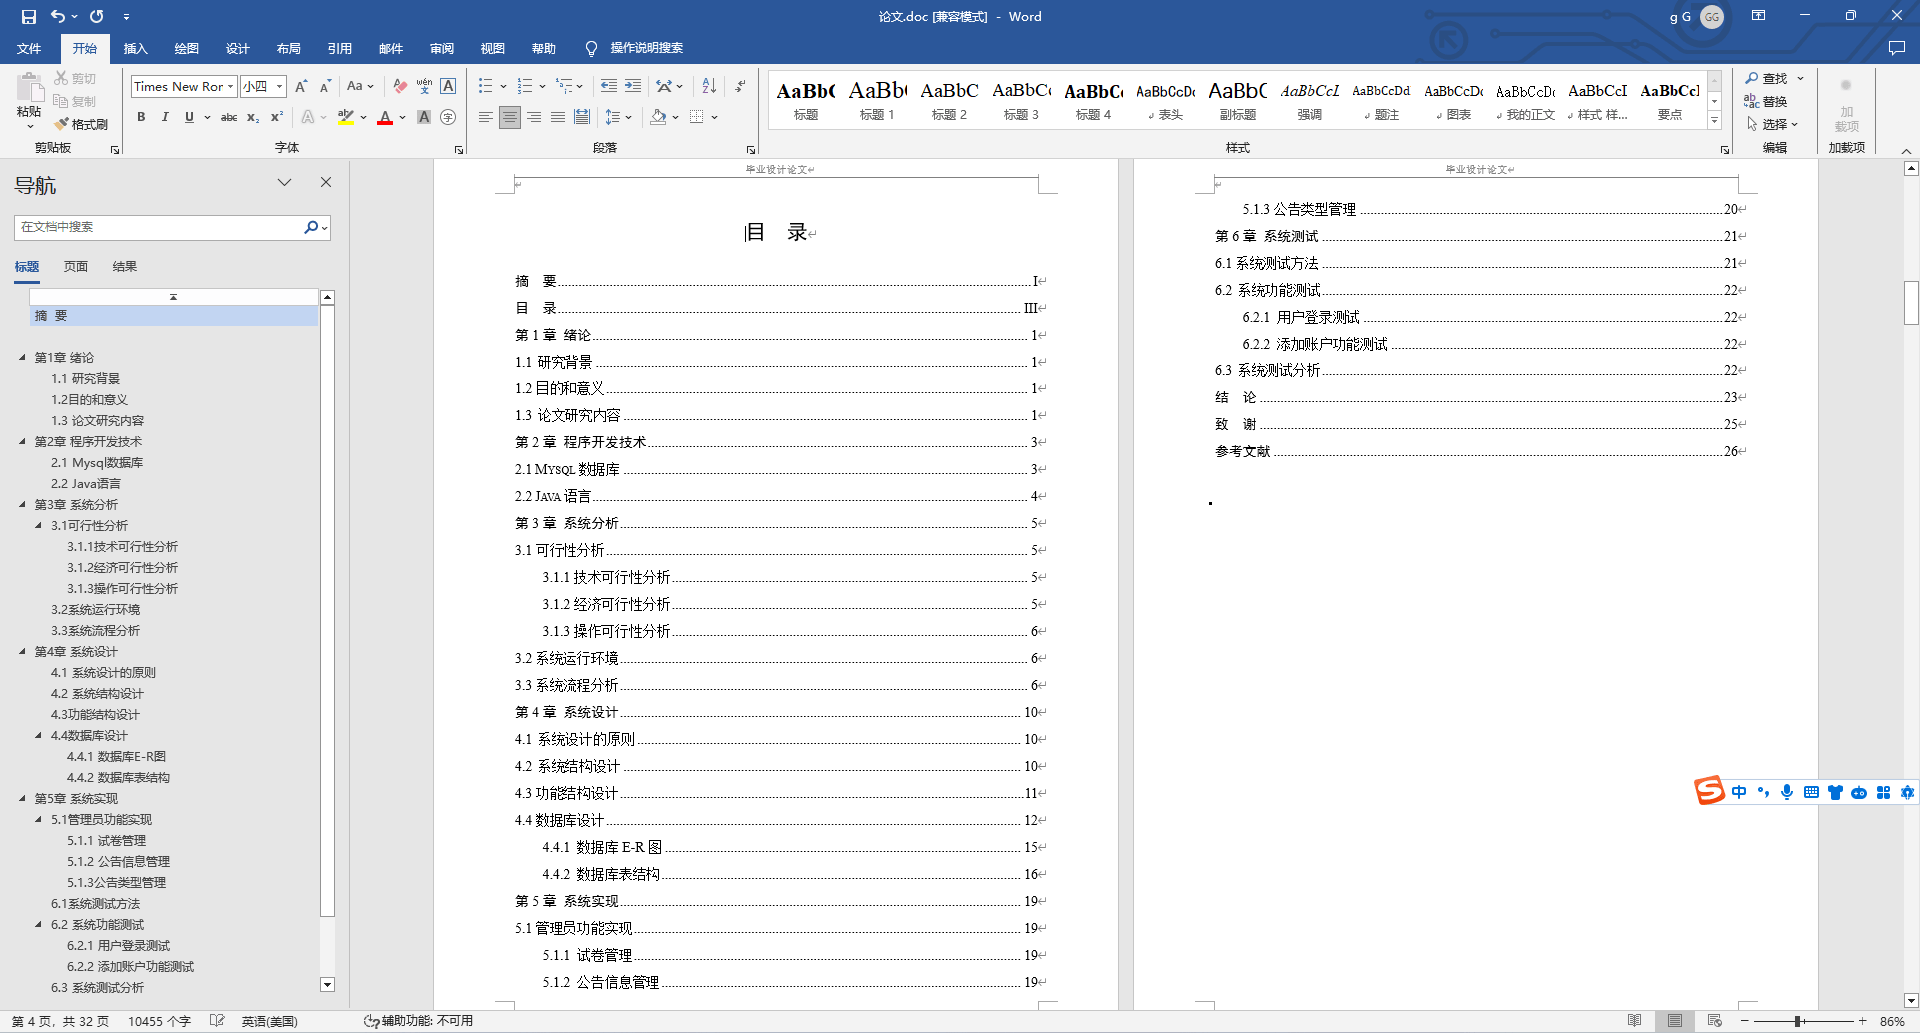 论文.doc [兼容模式] - Word
g G
GG
文件 开始 插入 绘图 设计 布局 引用 邮件 审阅 视图 帮助 操作说明搜索
粘贴
剪切
复制
格式刷
剪贴板
Times New Ror 小四
字体
段落
AaBb( 标题
AaBb( 标题 1
AaBbC 标题 2
AaBbC 标题 3
AaBbC 标题 4
AaBbCcDc 表头
AaBbC 副标题
AaBbCcL 强调
AaBbCcDd 题注
AaBbCcDc 图表
AaBbCcDc 我的正文
AaBbCcI 样式 样...
AaBbCcI 要点
样式
查找
替换
选择
编辑
加
载项
加载项
导航
在文档中搜索
标题 页面 结果
摘 要
第1章 绪论
1.1 研究背景
1.2目的和意义
1.3 论文研究内容
第2章 程序开发技术
2.1 Mysql数据库
2.2 Java语言
第3章 系统分析
3.1可行性分析
3.1.1技术可行性分析
3.1.2经济可行性分析
3.1.3操作可行性分析
3.2系统运行环境
3.3系统流程分析
第4章 系统设计
4.1 系统设计的原则
4.2 系统结构设计
4.3功能结构设计
4.4数据库设计
4.4.1 数据库E-R图
4.4.2 数据库表结构
第5章 系统实现
5.1管理员功能实现
5.1.1 试卷管理
5.1.2 公告信息管理
5.1.3公告类型管理
6.1系统测试方法
6.2 系统功能测试
6.2.1 用户登录测试
6.2.2 添加账户功能测试
6.3 系统测试分析
毕业设计论文
目 录
摘 要 I
目 录 III
第 1 章 绪论 1
1.1 研究背景 1
1.2 目的和意义 1
1.3 论文研究内容 1
第 2 章 程序开发技术 3
2.1 MYSQL 数据库 3
2.2 JAVA 语言 4
第 3 章 系统分析 5
3.1 可行性分析 5
3.1.1 技术可行性分析 5
3.1.2 经济可行性分析 5
3.1.3 操作可行性分析 6
3.2 系统运行环境 6
3.3 系统流程分析 6
第 4 章 系统设计 10
4.1 系统设计的原则 10
4.2 系统结构设计 10
4.3 功能结构设计 11
4.4 数据库设计 12
4.4.1 数据库 E-R 图 15
4.4.2 数据库表结构 16
第 5 章 系统实现 19
5.1 管理员功能实现 19
5.1.1 试卷管理 19
5.1.2 公告信息管理 19
毕业设计论文
5.1.3 公告类型管理 20
第 6 章 系统测试 21
6.1 系统测试方法 21
6.2 系统功能测试 22
6.2.1 用户登录测试 22
6.2.2 添加账户功能测试 22
6.3 系统测试分析 22
结 论 23
致 谢 25
参考文献 26
中
第 4 页，共 32 页 10455 个字 英语(美国) 辅助功能: 不可用 86%